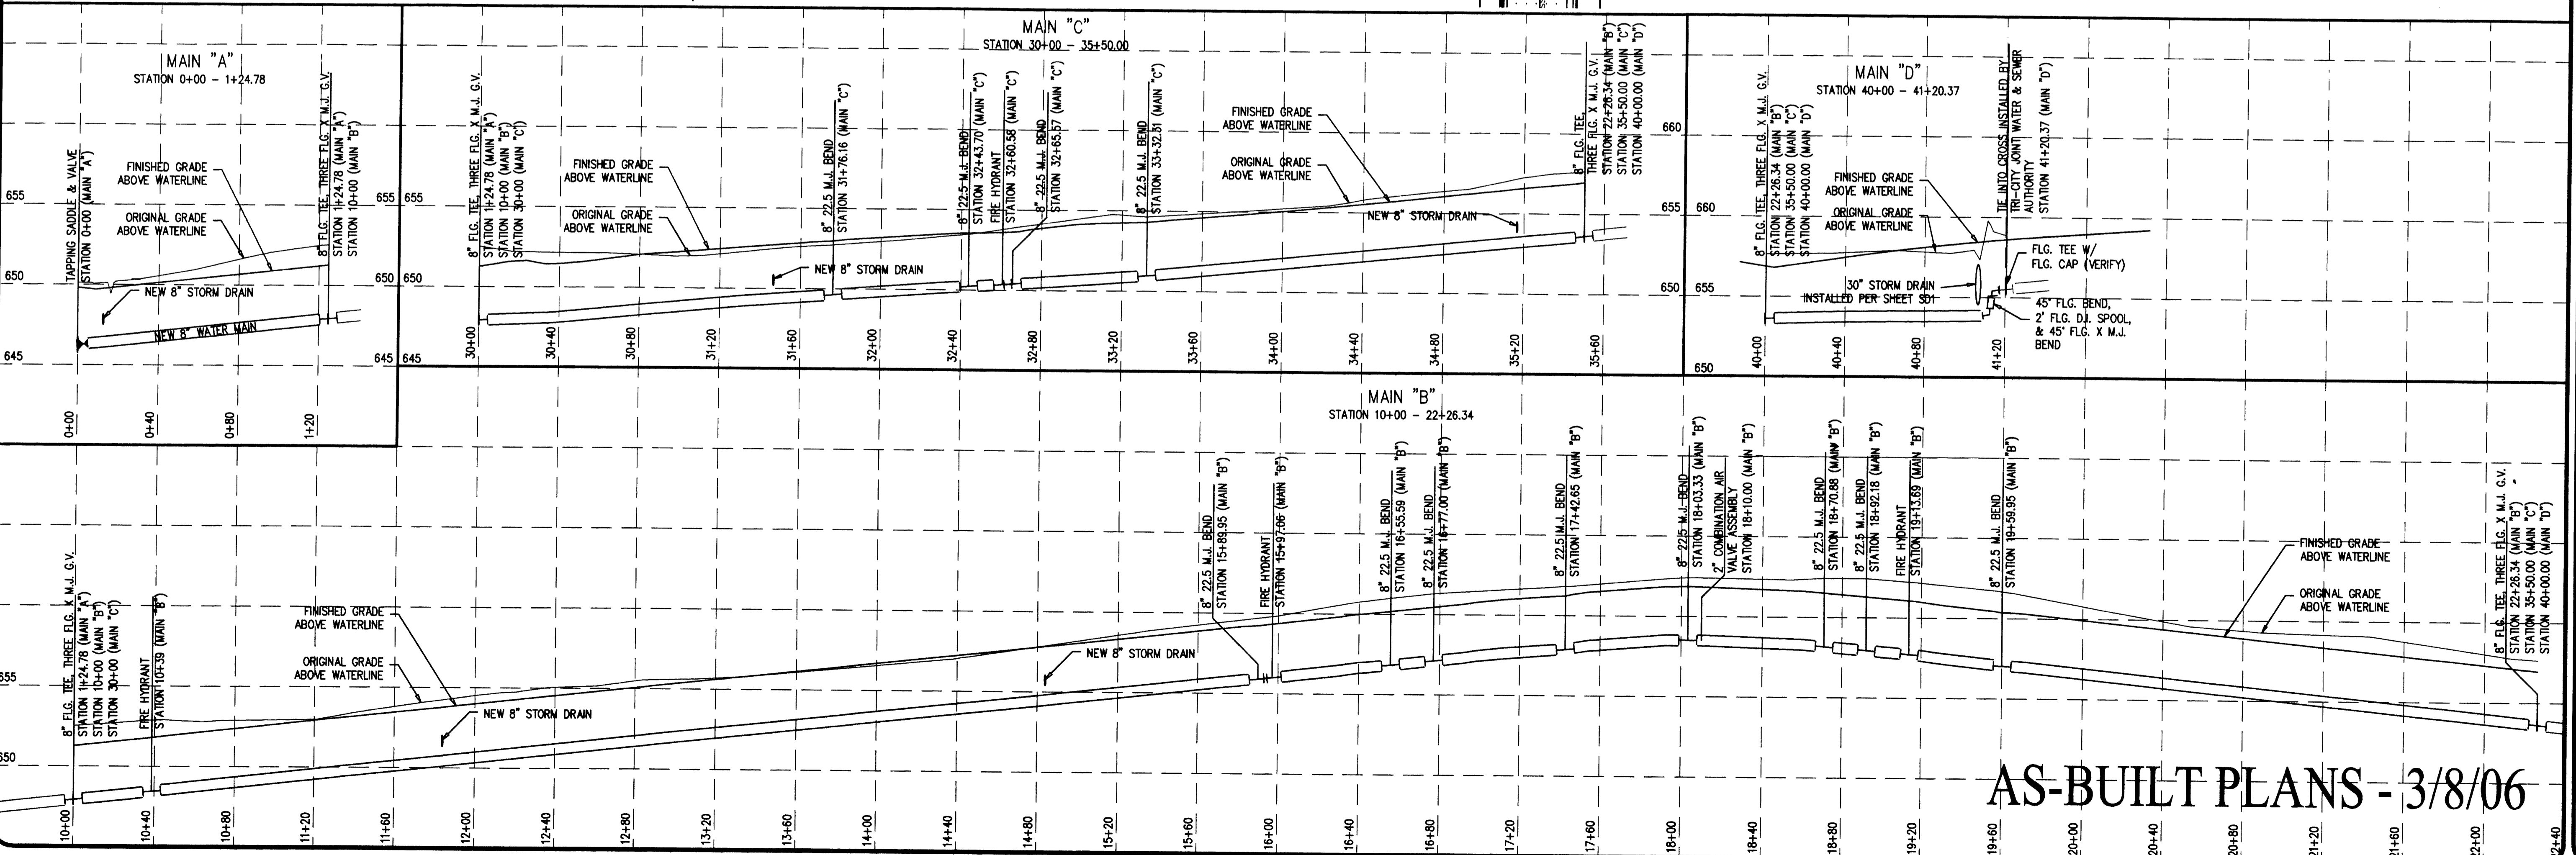 MAIN "A"
STATION 0+00 - 1+24.78
TAPPING SADDLE & VALVE
STATION 0+00 (MAIN "A")
FINISHED GRADE
ABOVE WATERLINE
ORIGINAL GRADE
ABOVE WATERLINE
NEW 8" STORM DRAIN
NEW 8" WATER MAIN
8" FLG. TEE, THREE FLG. X M.J. G.V.
STATION 1+24.78 (MAIN "A")
STATION 10+00 (MAIN "B")
655
650
645
655
650
645
0+00
0+40
0+80
1+20
MAIN "C"
STATION 30+00 - 35+50.00
655
650
645
8" FLG. TEE, THREE FLG. X M.J. G.V.
STATION 1+24.78 (MAIN "A")
STATION 10+00 (MAIN "B")
STATION 30+00 (MAIN "C")
FINISHED GRADE
ABOVE WATERLINE
ORIGINAL GRADE
ABOVE WATERLINE
NEW 8" STORM DRAIN
8" 22.5 M.J. BEND
STATION 31+76.16 (MAIN "C")
8" 22.5 M.J. BEND
STATION 32+43.70 (MAIN "C")
FIRE HYDRANT
STATION 32+60.58 (MAIN "C")
8" 22.5 M.J. BEND
STATION 32+65.57 (MAIN "C")
8" 22.5 M.J. BEND
STATION 33+32.31 (MAIN "C")
FINISHED GRADE
ABOVE WATERLINE
ORIGINAL GRADE
ABOVE WATERLINE
NEW 8" STORM DRAIN
8" FLG. TEE,
THREE FLG. X M.J. G.V.
STATION 22+26.34 (MAIN "B")
STATION 35+50.00 (MAIN "C")
STATION 40+00.00 (MAIN "D")
660
655
650
30+00
30+40
30+80
31+20
31+60
32+00
32+40
32+80
33+20
33+60
34+00
34+40
34+80
35+20
35+60
MAIN "D"
STATION 40+00 - 41+20.37
660
655
650
8" FLG. TEE, THREE FLG. X M.J. G.V.
STATION 22+26.34 (MAIN "B")
STATION 35+50.00 (MAIN "C")
STATION 40+00.00 (MAIN "D")
FINISHED GRADE
ABOVE WATERLINE
ORIGINAL GRADE
ABOVE WATERLINE
30" STORM DRAIN
INSTALLED PER SHEET SD1
TIE INTO CROSS INSTALLED BY
TRI-CITY JOINT WATER & SEWER
AUTHORITY
STATION 41+20.37 (MAIN "D")
FLG. TEE W/
FLG. CAP (VERIFY)
45° FLG. BEND,
2' FLG. D.I. SPOOL,
& 45° FLG. X M.J.
BEND
40+00
40+40
40+80
41+20
MAIN "B"
STATION 10+00 - 22+26.34
655
650
8" FLG. TEE, THREE FLG. X M.J. G.V.
STATION 1+24.78 (MAIN "A")
STATION 10+00 (MAIN "B")
STATION 30+00 (MAIN "C")
FIRE HYDRANT
STATION 10+39 (MAIN "B")
FINISHED GRADE
ABOVE WATERLINE
ORIGINAL GRADE
ABOVE WATERLINE
NEW 8" STORM DRAIN
NEW 8" STORM DRAIN
8" 22.5 M.J. BEND
STATION 15+89.95 (MAIN "B")
FIRE HYDRANT
STATION 15+97.06 (MAIN "B")
8" 22.5 M.J. BEND
STATION 16+55.59 (MAIN "B")
8" 22.5 M.J. BEND
STATION 16+77.00 (MAIN "B")
8" 22.5 M.J. BEND
STATION 17+42.65 (MAIN "B")
8" 22.5 M.J. BEND
STATION 18+03.33 (MAIN "B")
2" COMBINATION AIR
VALVE ASSEMBLY
STATION 18+10.00 (MAIN "B")
8" 22.5 M.J. BEND
STATION 18+70.88 (MAIN "B")
8" 22.5 M.J. BEND
STATION 18+92.18 (MAIN "B")
FIRE HYDRANT
STATION 19+13.69 (MAIN "B")
8" 22.5 M.J. BEND
STATION 19+59.95 (MAIN "B")
FINISHED GRADE
ABOVE WATERLINE
ORIGINAL GRADE
ABOVE WATERLINE
8" FLG. TEE, THREE FLG. X M.J. G.V.
STATION 22+26.34 (MAIN "B")
STATION 35+50.00 (MAIN "C")
STATION 40+00.00 (MAIN "D")
AS-BUILT PLANS - 3/8/06
10+00
10+40
10+80
11+20
11+60
12+00
12+40
12+80
13+20
13+60
14+00
14+40
14+80
15+20
15+60
16+00
16+40
16+80
17+20
17+60
18+00
18+40
18+80
19+20
19+60
20+00
20+40
20+80
21+20
21+60
22+00
22+40